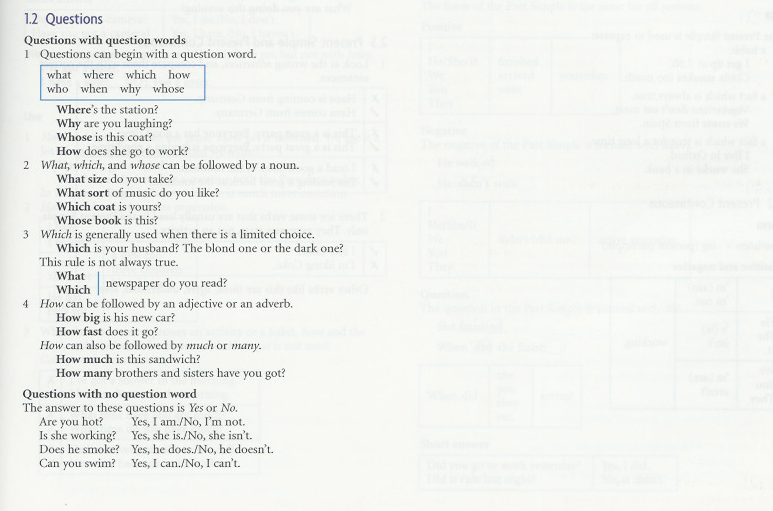 1.2 Questions
Questions with question words
1 Questions can begin with a question word.
what where which how
who when why whose
Where's the station?
Why are you laughing?
Whose is this coat?
How does she go to work?
2 What, which, and whose can be followed by a noun.
What size do you take?
What sort of music do you like?
Which coat is yours?
Whose book is this?
3 Which is generally used when there is a limited choice.
Which is your husband? The blond one or the dark one?
This rule is not always true.
What
Which
newspaper do you read?
4 How can be followed by an adjective or an adverb.
How big is his new car?
How fast does it go?
How can also be followed by much or many.
How much is this sandwich?
How many brothers and sisters have you got?
Questions with no question word
The answer to these questions is Yes or No.
Are you hot? Yes, I am./No, I'm not.
Is she working? Yes, she is./No, she isn't.
Does he smoke? Yes, he does./No, he doesn't.
Can you swim? Yes, I can./No, I can't.